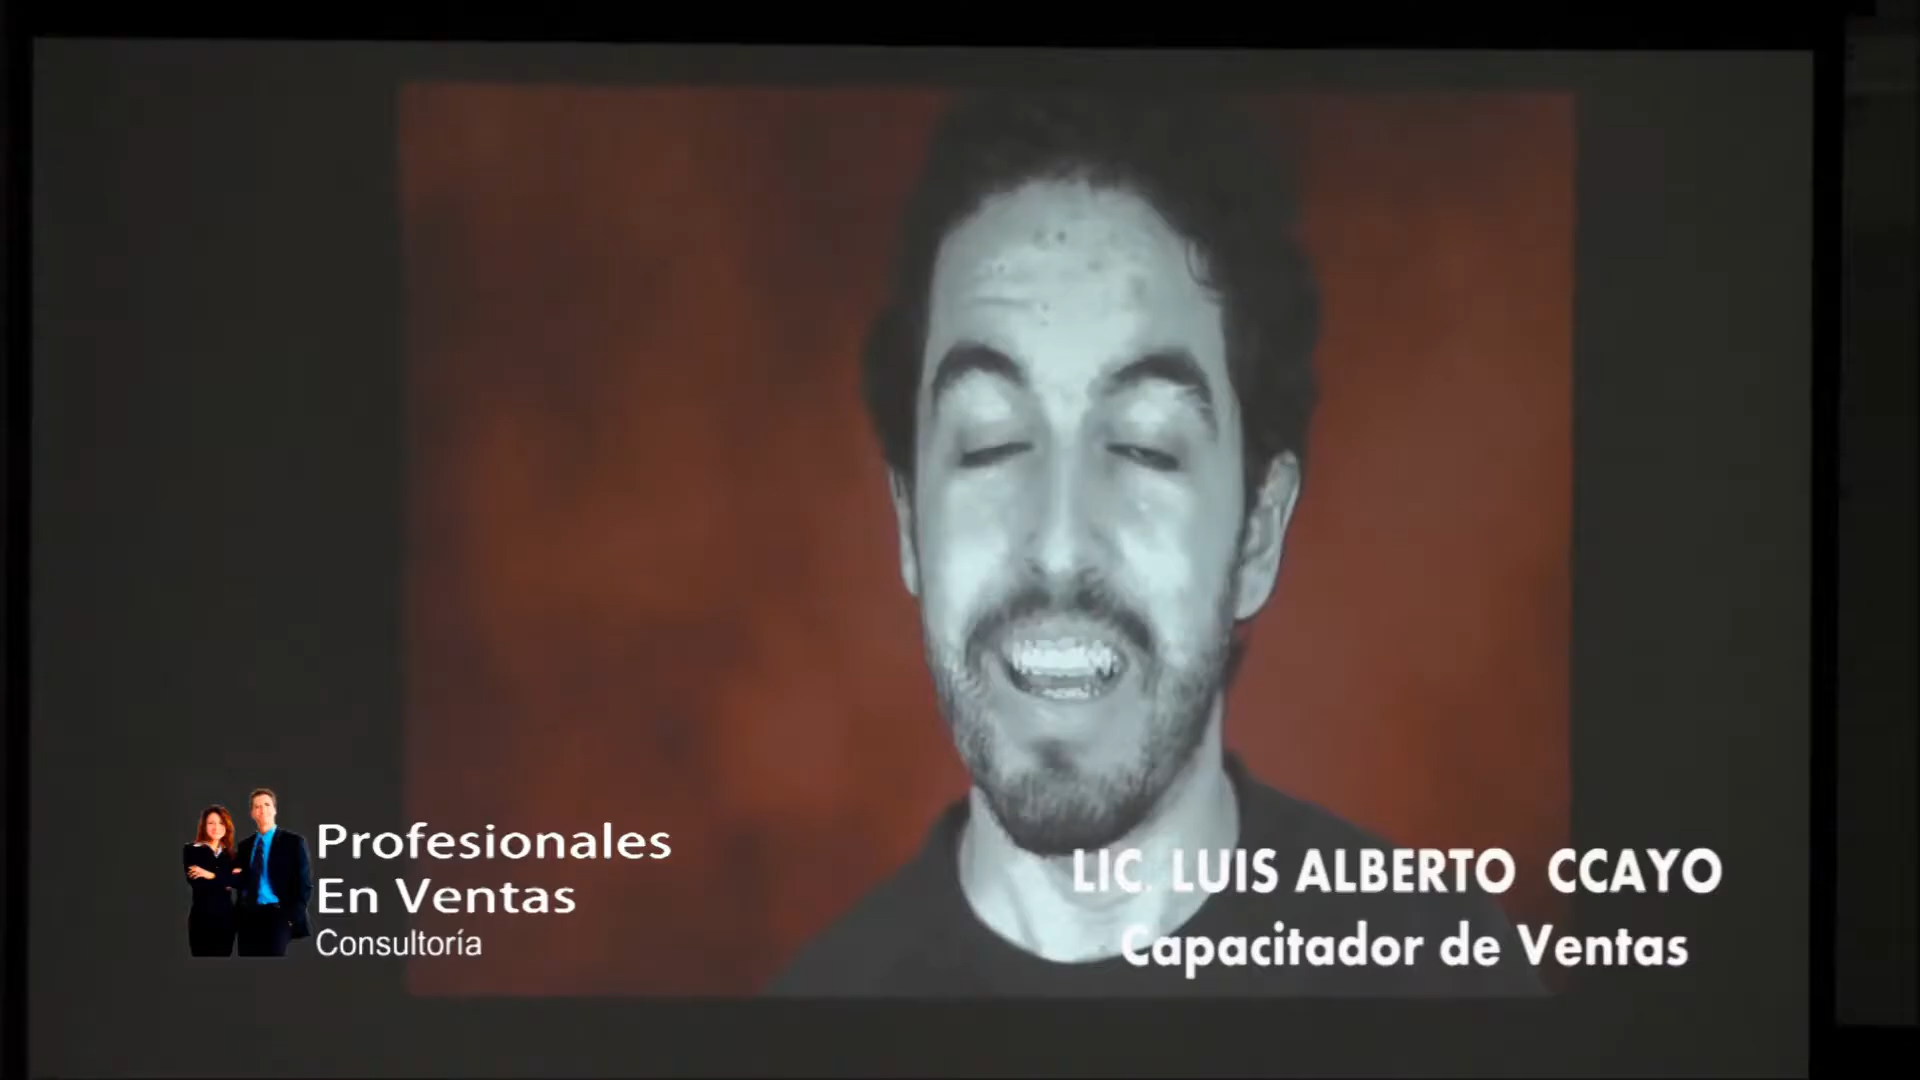 Profesionales
En Ventas
Consultoría
LIC. LUIS ALBERTO CCAYO
Capacitador de Ventas